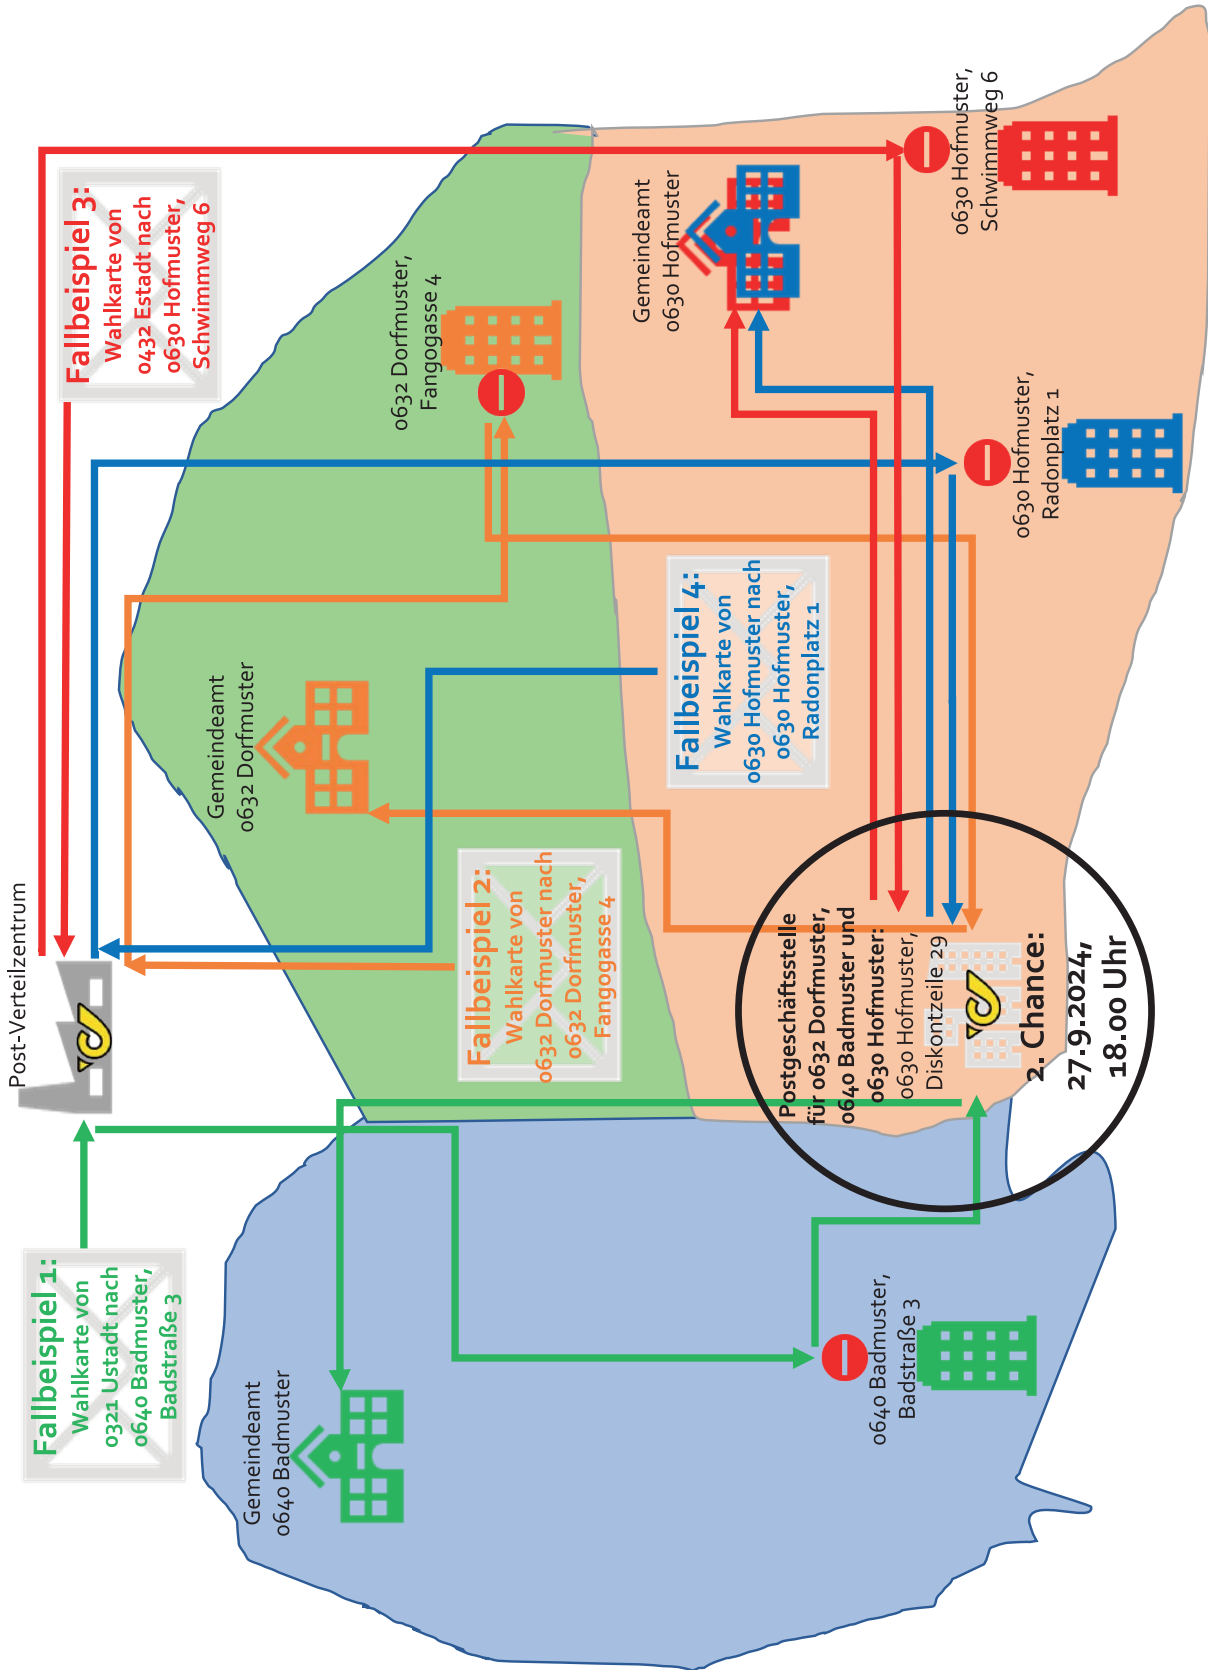 Fallbeispiel 1:
Wahlkarte von
0321 Ustadt nach
0640 Badmuster,
Badstraße 3
Post-Verteilzentrum
Fallbeispiel 3:
Wahlkarte von
0432 Estadt nach
0630 Hofmuster,
Schwimmweg 6
Gemeindeamt
0640 Badmuster
Gemeindeamt
0632 Dorfmuster
0632 Dorfmuster,
Fangogasse 4
Fallbeispiel 2:
Wahlkarte von
0632 Dorfmuster nach
0632 Dorfmuster,
Fangogasse 4
Fallbeispiel 4:
Wahlkarte von
0630 Hofmuster nach
0630 Hofmuster,
Radonplatz 1
Gemeindeamt
0630 Hofmuster
Postgeschäftsstelle
für 0632 Dorfmuster,
0640 Badmuster und
0630 Hofmuster:
0630 Hofmuster,
Diskontzeile 29
2. Chance:
27.9.2024,
18.00 Uhr
0640 Badmuster,
Badstraße 3
0630 Hofmuster,
Radonplatz 1
0630 Hofmuster,
Schwimmweg 6